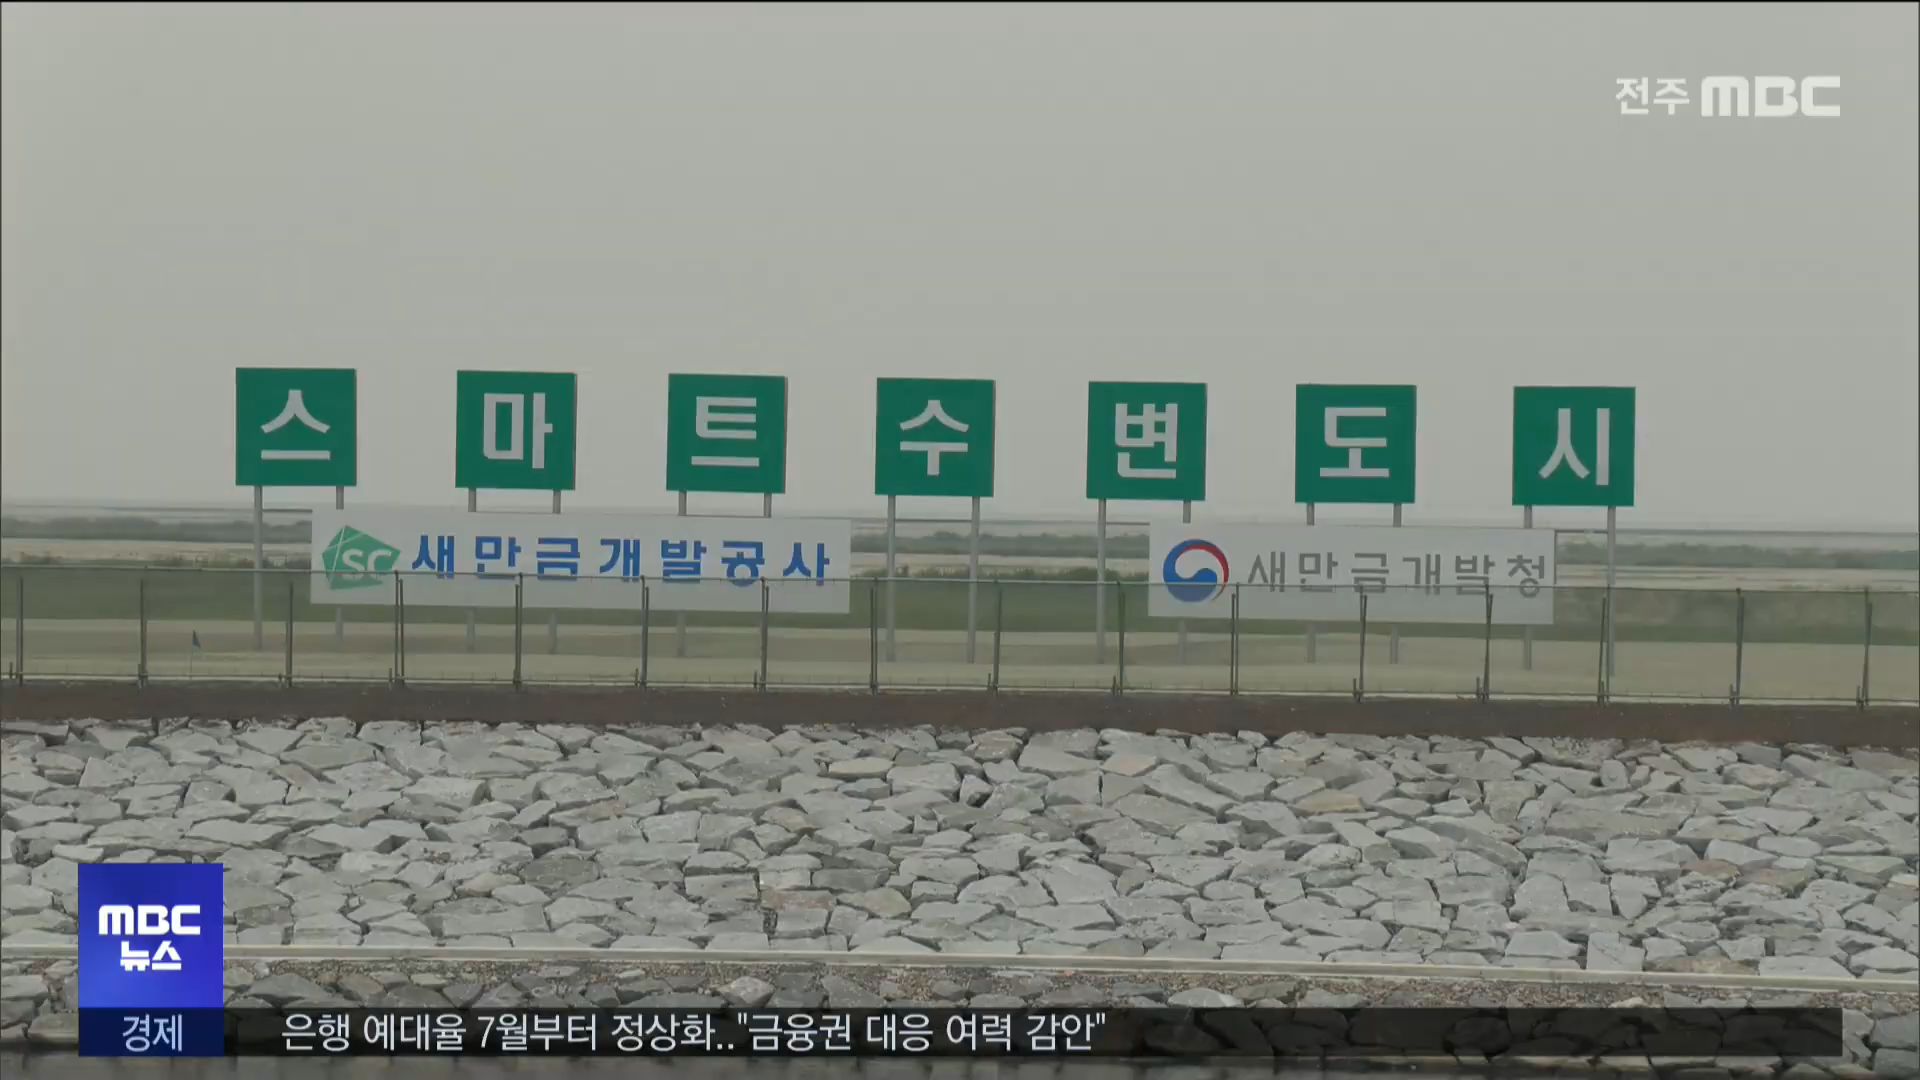 전주 MBC
스마트수변도시
SC 새만금개발공사
새만금개발청
MBC
뉴스
경제 은행 예대율 7월부터 정상화.. "금융권 대응 여력 감안"